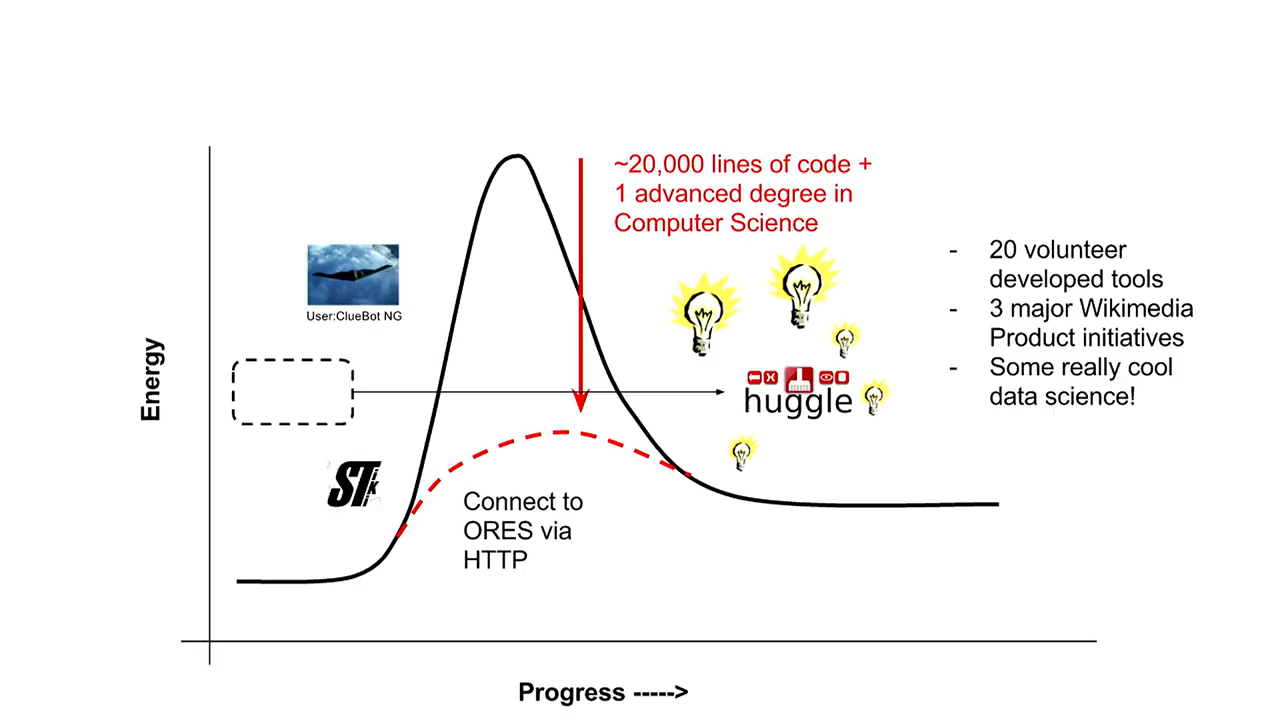 ~20,000 lines of code +
1 advanced degree in
Computer Science
- 20 volunteer
developed tools
- 3 major Wikimedia
Product initiatives
- Some really cool
data science!
User:ClueBot NG
Energy
huggle
STiki
Connect to
ORES via
HTTP
Progress ----->